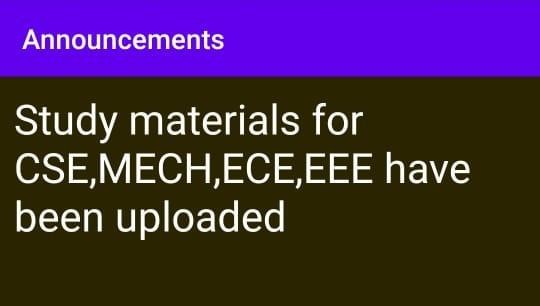 Announcements
Study materials for
CSE,MECH,ECE,EEE have
been uploaded